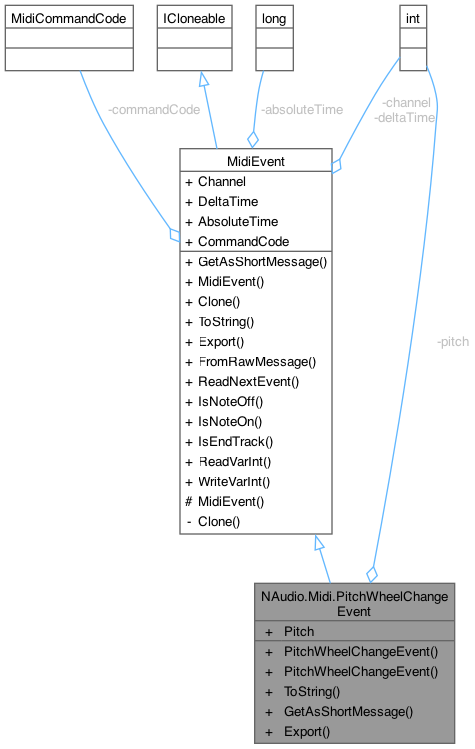 MidiCommandCode
ICloneable
long
int
-commandCode
-absoluteTime
-channel
-deltaTime
MidiEvent
+ Channel
+ DeltaTime
+ AbsoluteTime
+ CommandCode
+ GetAsShortMessage()
+ MidiEvent()
+ Clone()
+ ToString()
+ Export()
+ FromRawMessage()
+ ReadNextEvent()
+ IsNoteOff()
+ IsNoteOn()
+ IsEndTrack()
+ ReadVarInt()
+ WriteVarInt()
# MidiEvent()
- Clone()
-pitch
NAudio.Midi.PitchWheelChange
Event
+ Pitch
+ PitchWheelChangeEvent()
+ PitchWheelChangeEvent()
+ ToString()
+ GetAsShortMessage()
+ Export()